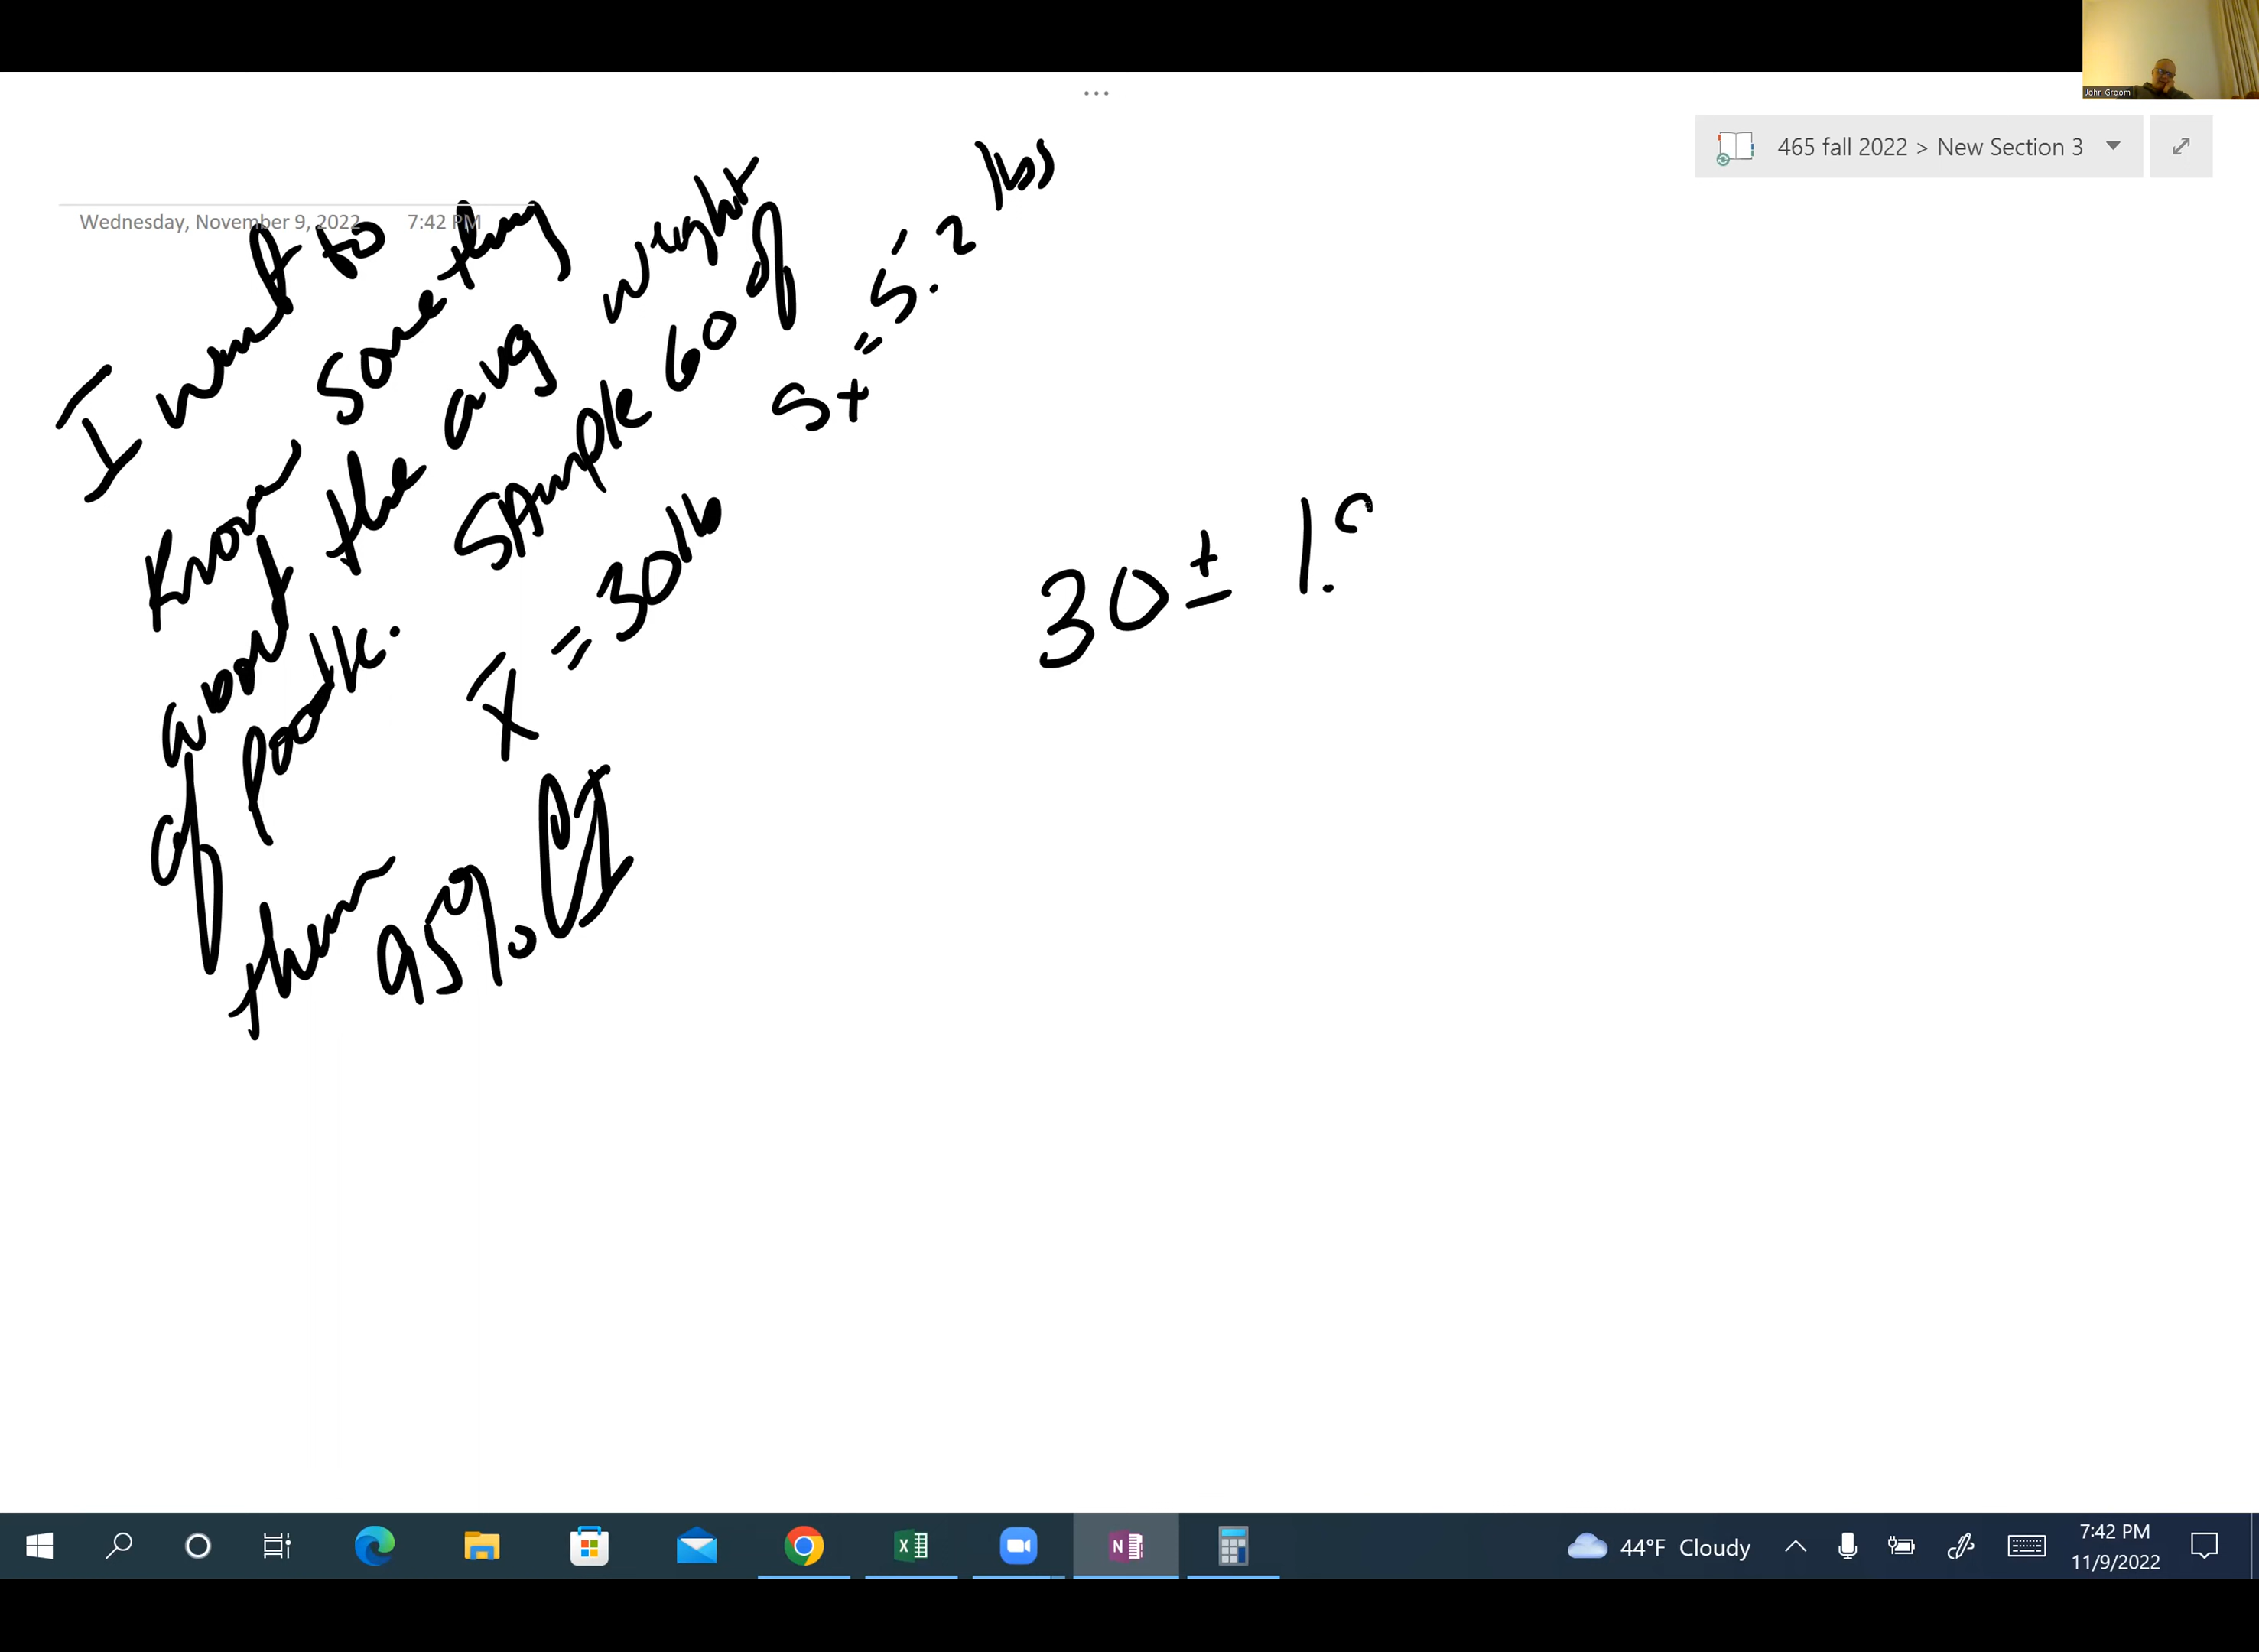 John Groom
465 fall 2022 > New Section 3
Wednesday, November 9, 2022 7:42 PM
I want to
know something
about the avg weight
of poodle. Sample 60 of
them x̄ = 30lb
95% CI
S = 5.2 lbs
30 ± 1.
44°F Cloudy
7:42 PM
11/9/2022